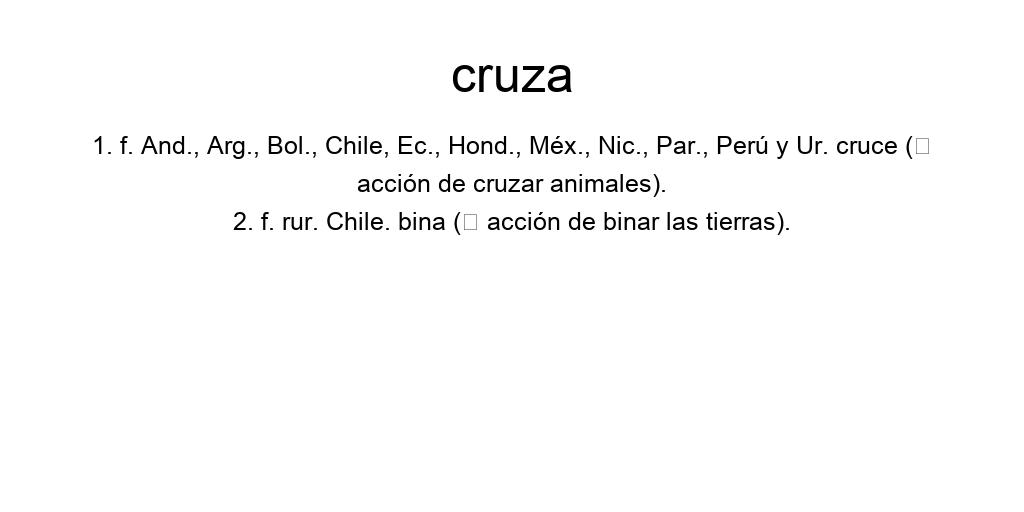 cruza
1. f. And., Arg., Bol., Chile, Ec., Hond., Méx., Nic., Par., Perú y Ur. cruce (□
acción de cruzar animales).
2. f. rur. Chile. bina (□ acción de binar las tierras).